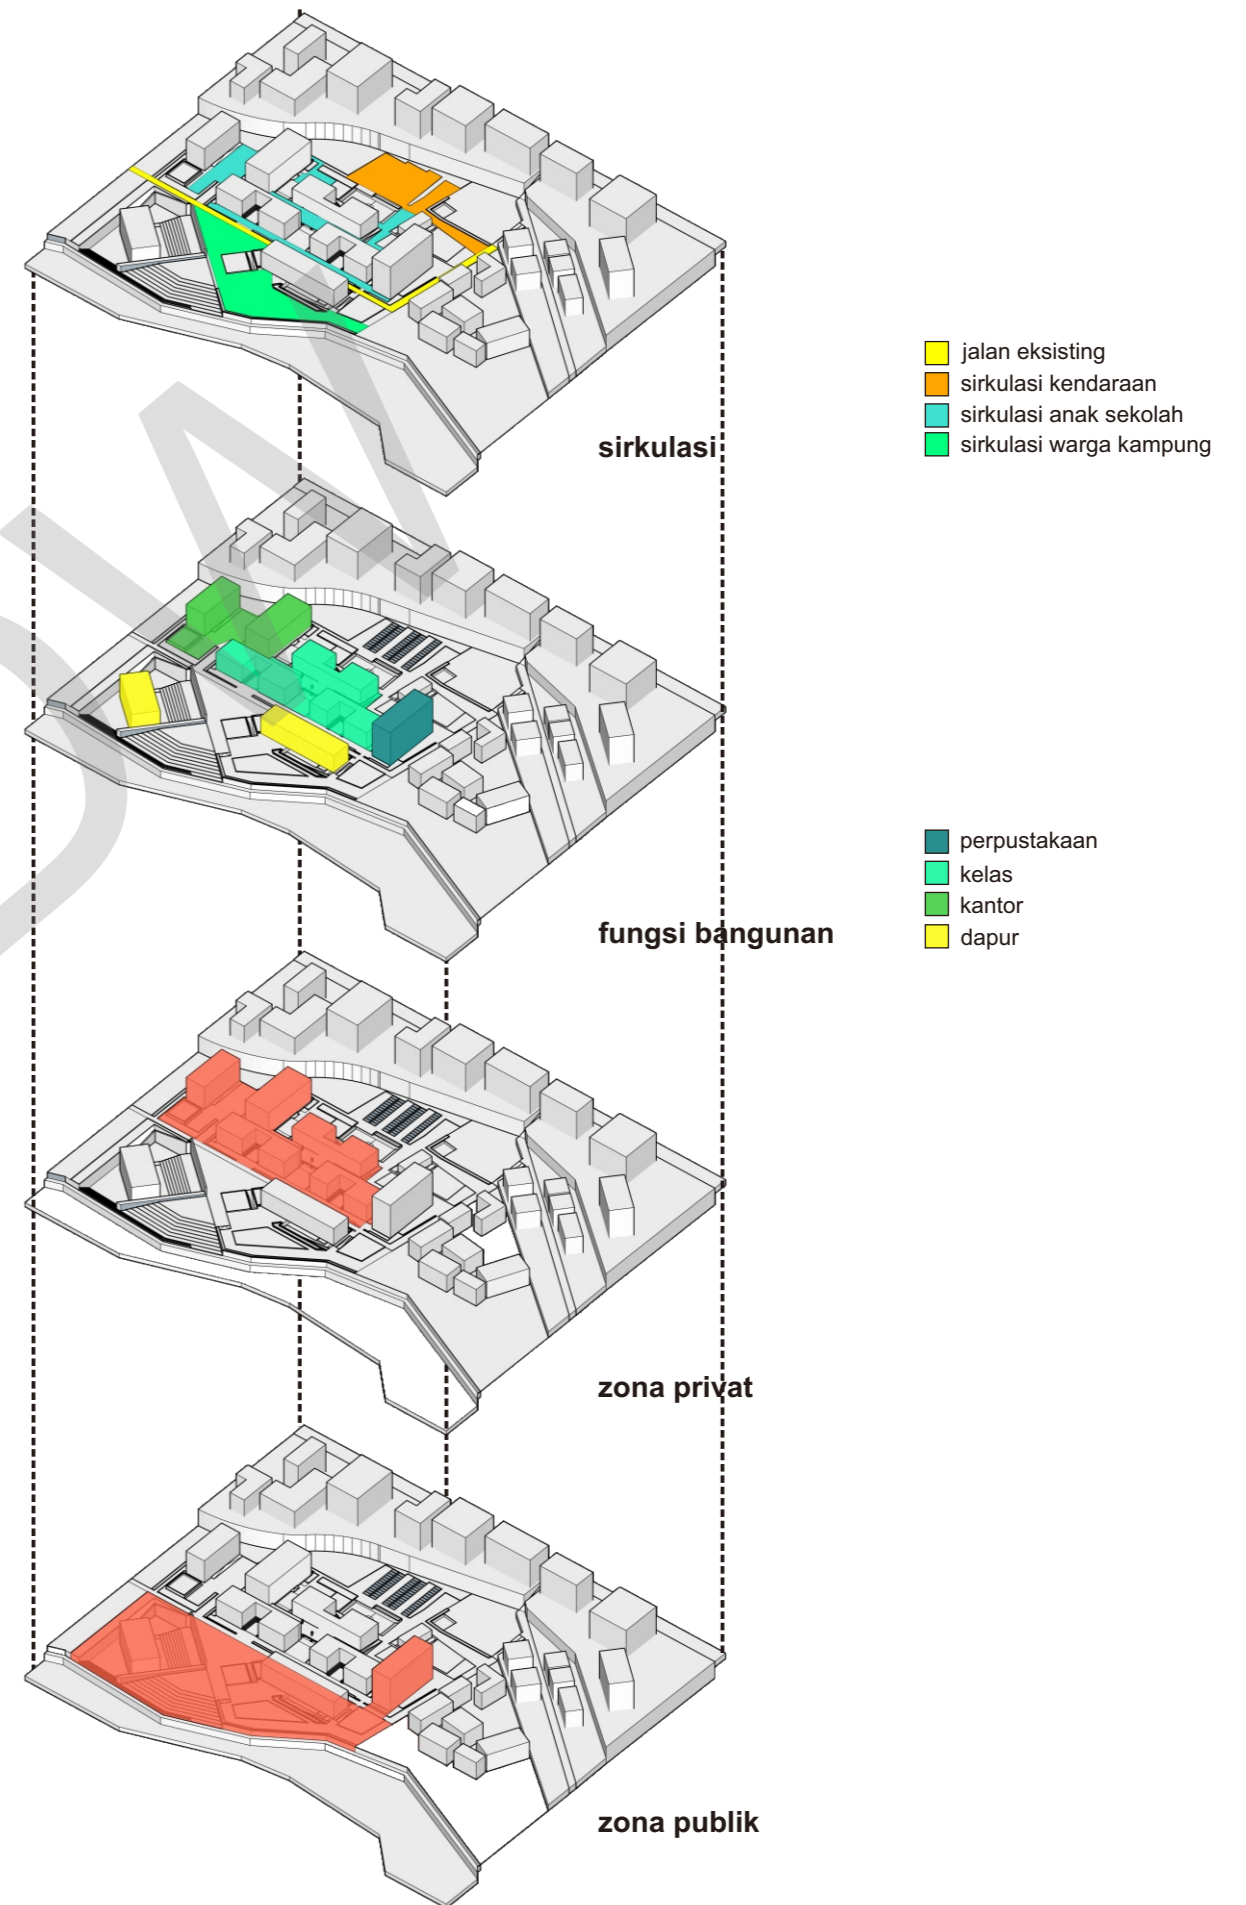 jalan eksisting
sirkulasi kendaraan
sirkulasi anak sekolah
sirkulasi warga kampung
sirkulasi
perpustakaan
kelas
kantor
dapur
fungsi bangunan
zona privat
zona publik